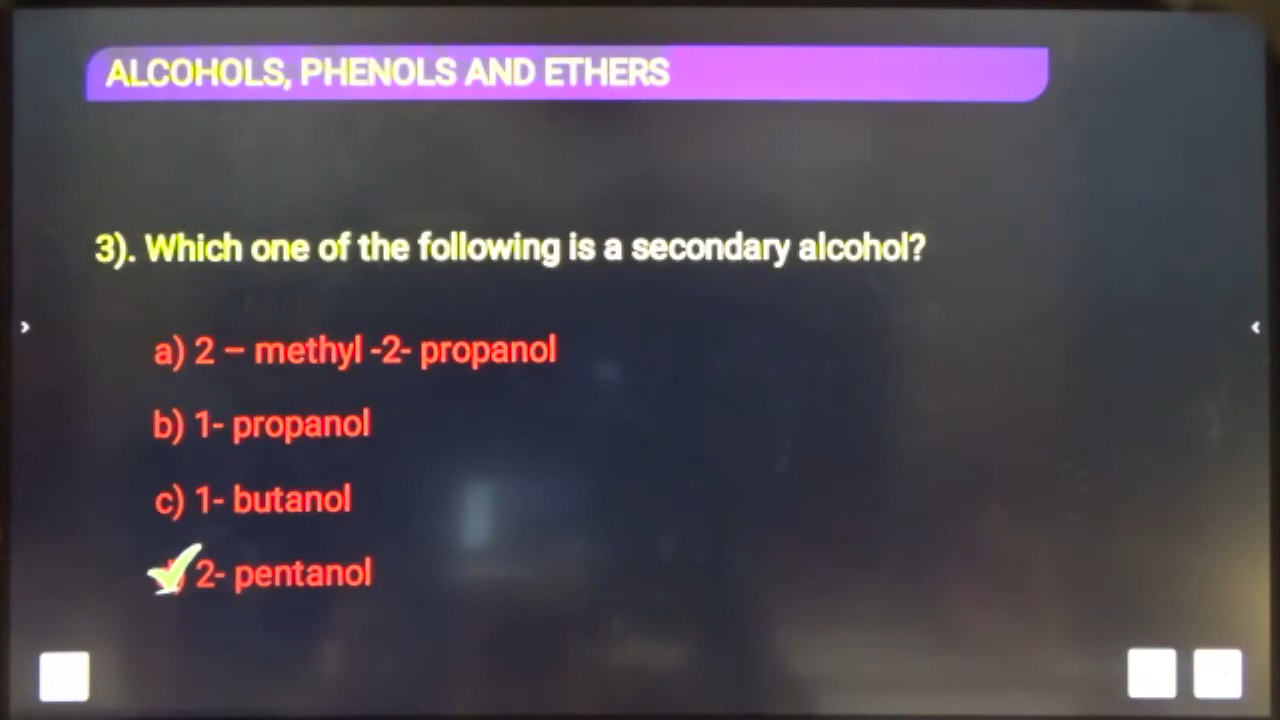 ALCOHOLS, PHENOLS AND ETHERS
3). Which one of the following is a secondary alcohol?
a) 2 – methyl -2- propanol
b) 1- propanol
c) 1- butanol
2- pentanol